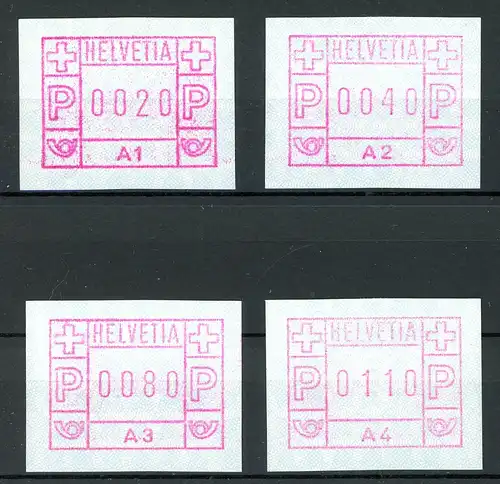 HELVETIA
P 0020 P
A1
HELVETIA
P 0040 P
A2
HELVETIA
P 0080 P
A3
HELVETIA
P 0110 P
A4